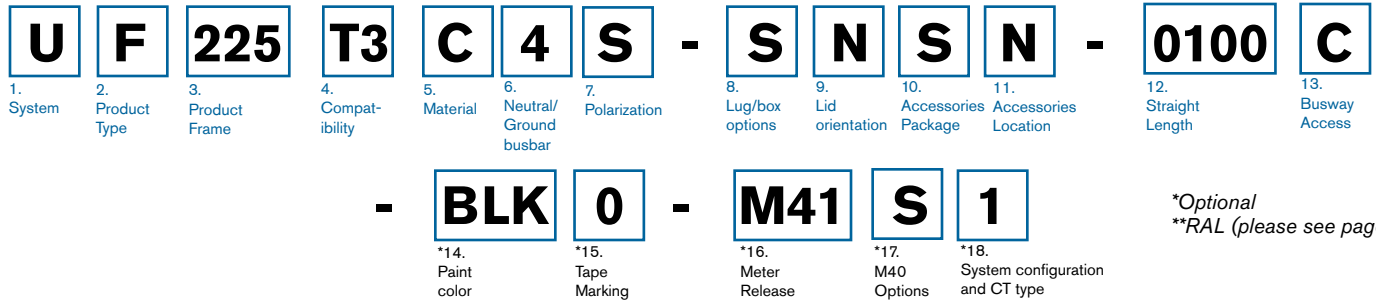 U F 225 T3 C 4 S - S N S N - 0100 C
1. System
2. Product Type
3. Product Frame
4. Compat-ibility
5. Material
6. Neutral/ Ground busbar
7. Polarization
8. Lug/box options
9. Lid orientation
10. Accessories Package
11. Accessories Location
12. Straight Length
13. Busway Access
- BLK 0 - M41 S 1
*14. Paint color
*15. Tape Marking
*16. Meter Release
*17. M40 Options
*18. System configuration and CT type
*Optional
**RAL (please see pag